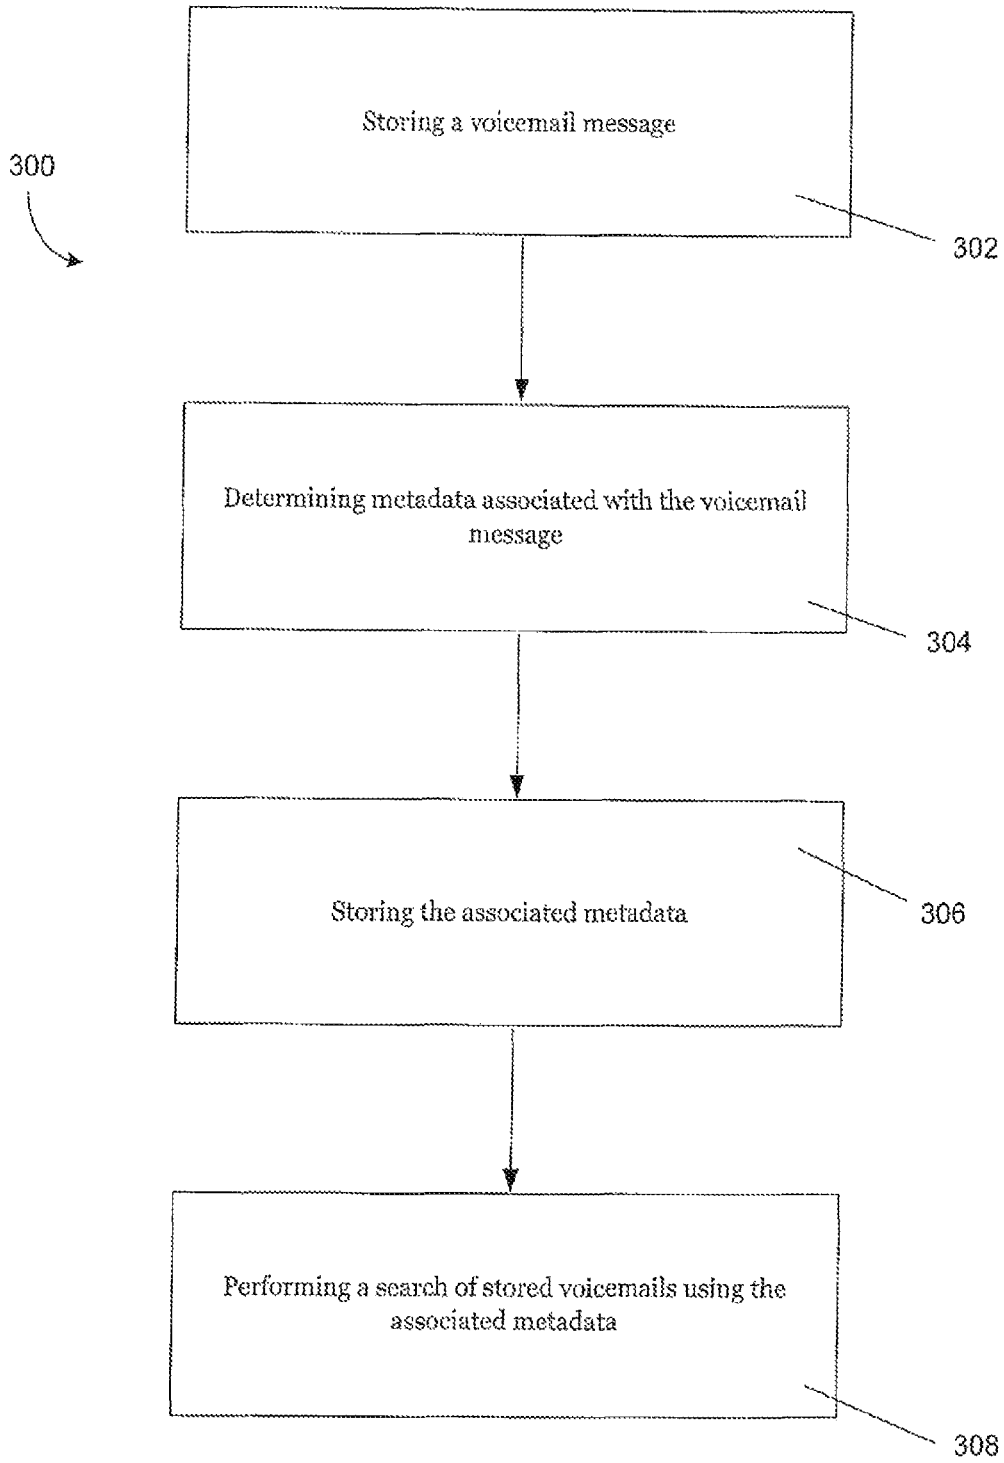 Storing a voicemail message
300
302
Determining metadata associated with the voicemail
message
304
Storing the associated metadata
306
Performing a search of stored voicemails using the
associated metadata
308